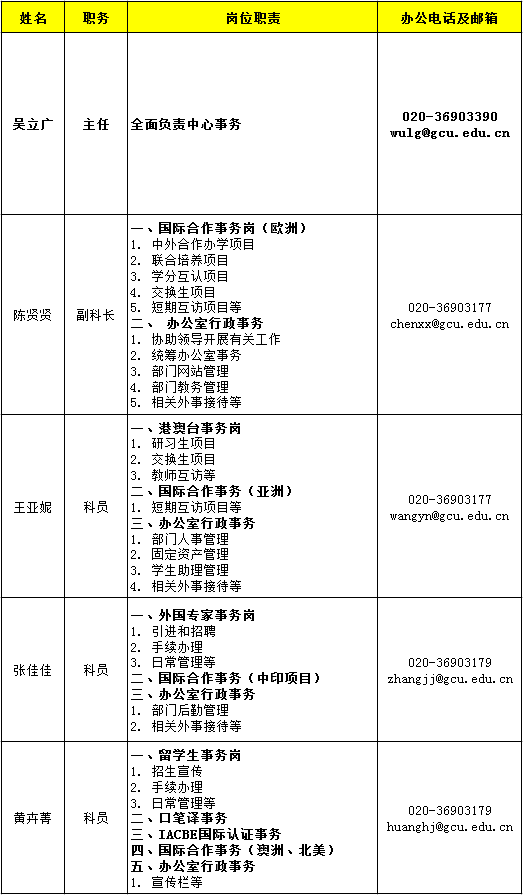 姓名 职务 岗位职责 办公电话及邮箱
吴立广 主任 全面负责中心事务 020-36903390
wulg@gcu.edu.cn
陈贤贤 副科长
一、国际合作事务岗（欧洲）
1. 中外合作办学项目
2. 联合培养项目
3. 学分互认项目
4. 交换生项目
5. 短期互访项目等
二、 办公室行政事务
1. 协助领导开展有关工作
2. 统筹办公室事务
3. 部门网站管理
4. 部门教务管理
5. 相关外事接待等
020-36903177
chenxx@gcu.edu.cn
王亚妮 科员
一、港澳台事务岗
1. 研习生项目
2. 交换生项目
3. 教师互访等
二、国际合作事务（亚洲）
1. 短期互访项目等
三、办公室行政事务
1. 部门人事管理
2. 固定资产管理
3. 学生助理管理
4. 相关外事接待等
020-36903177
wangyn@gcu.edu.cn
张佳佳 科员
一、外国专家事务岗
1. 引进和招聘
2. 手续办理
3. 日常管理等
二、国际合作事务（中印项目）
三、办公室行政事务
1. 部门后勤管理
2. 相关外事接待等
020-36903179
zhangjj@gcu.edu.cn
黄卉菁 科员
一、留学生事务岗
1. 招生宣传
2. 手续办理
3. 日常管理等
二、口笔译事务
三、IACBE国际认证事务
四、国际合作事务（澳洲、北美）
五、办公室行政事务
1. 宣传栏等
020-36903179
huanghj@gcu.edu.cn